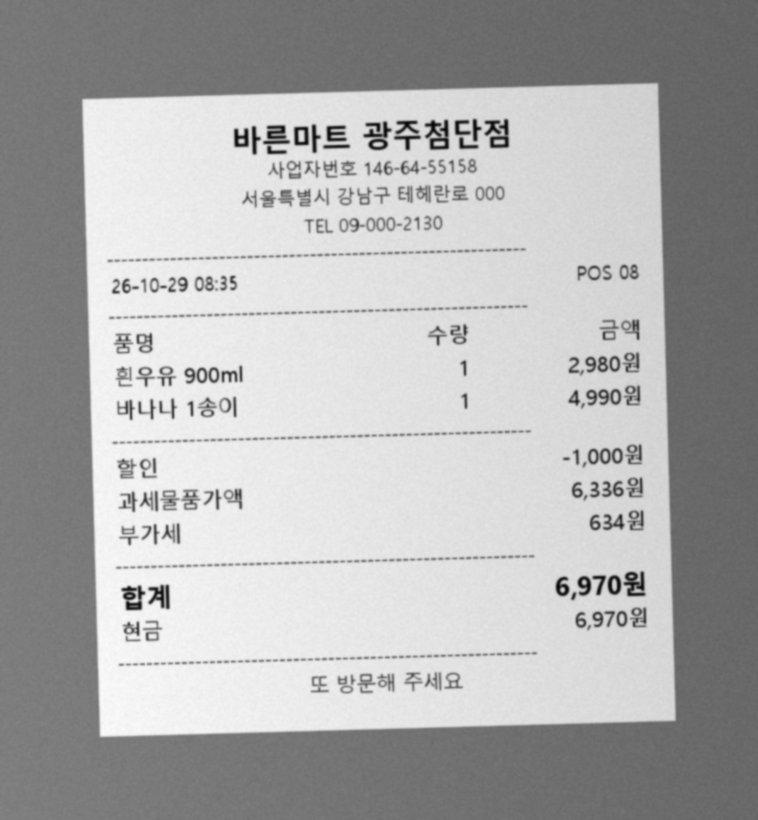 바른마트 광주첨단점
사업자번호 146-64-55158
서울특별시 강남구 테헤란로 000
TEL 09-000-2130
26-10-29 08:35 POS 08
품명 수량 금액
흰우유 900ml 1 2,980원
바나나 1송이 1 4,990원
할인 -1,000원
과세물품가액 6,336원
부가세 634원
합계 6,970원
현금 6,970원
또 방문해 주세요